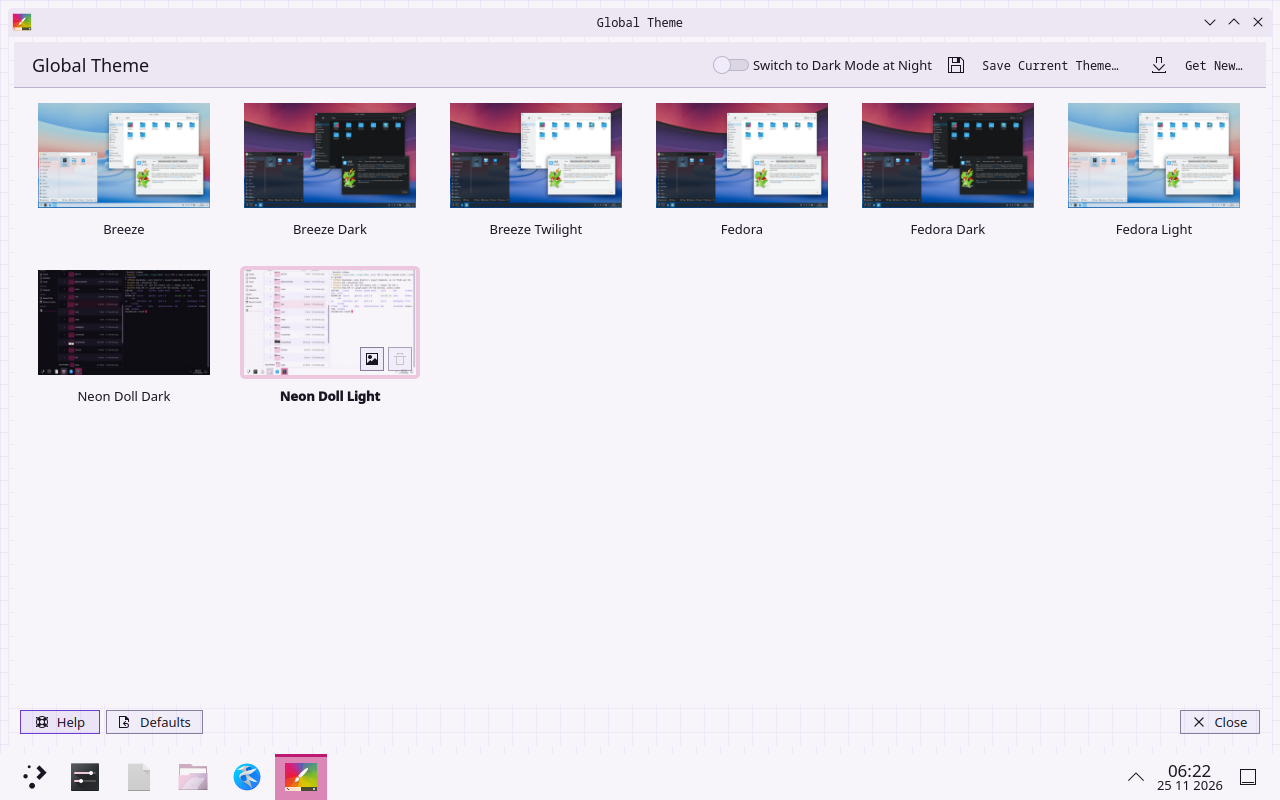 Global Theme
Global Theme
Switch to Dark Mode at Night
Save Current Theme…
Get New…
Breeze
Breeze Dark
Breeze Twilight
Fedora
Fedora Dark
Fedora Light
Neon Doll Dark
Neon Doll Light
Help
Defaults
Close
06:22
25 11 2026